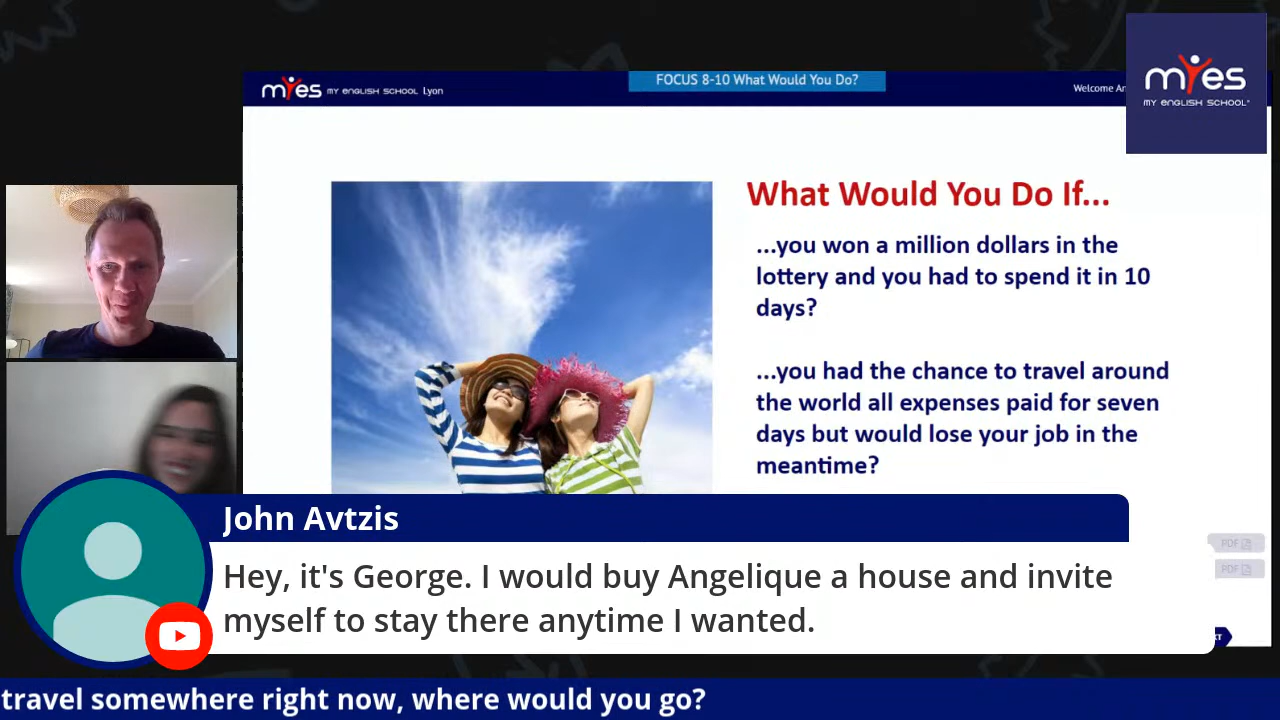 myes MY ENGLISH SCHOOL Lyon
FOCUS 8-10 What Would You Do?
Welcome An
myes
MY ENGLISH SCHOOL®
What Would You Do If...
...you won a million dollars in the
lottery and you had to spend it in 10
days?
...you had the chance to travel around
the world all expenses paid for seven
days but would lose your job in the
meantime?
PDF
PDF
John Avtzis
Hey, it's George. I would buy Angelique a house and invite
myself to stay there anytime I wanted.
travel somewhere right now, where would you go?